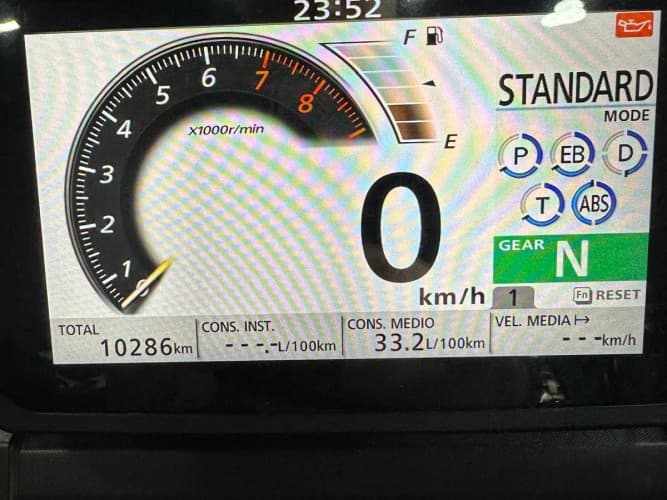 23:52
F
8
7
6
5
4
3
2
1
0
X1000r/min
E
STANDARD
MODE
P EB D
T ABS
0
km/h
GEAR N
1 Fn RESET
TOTAL
10286km
CONS. INST.
---.-L/100km
CONS. MEDIO
33.2L/100km
VEL. MEDIA↦
---km/h